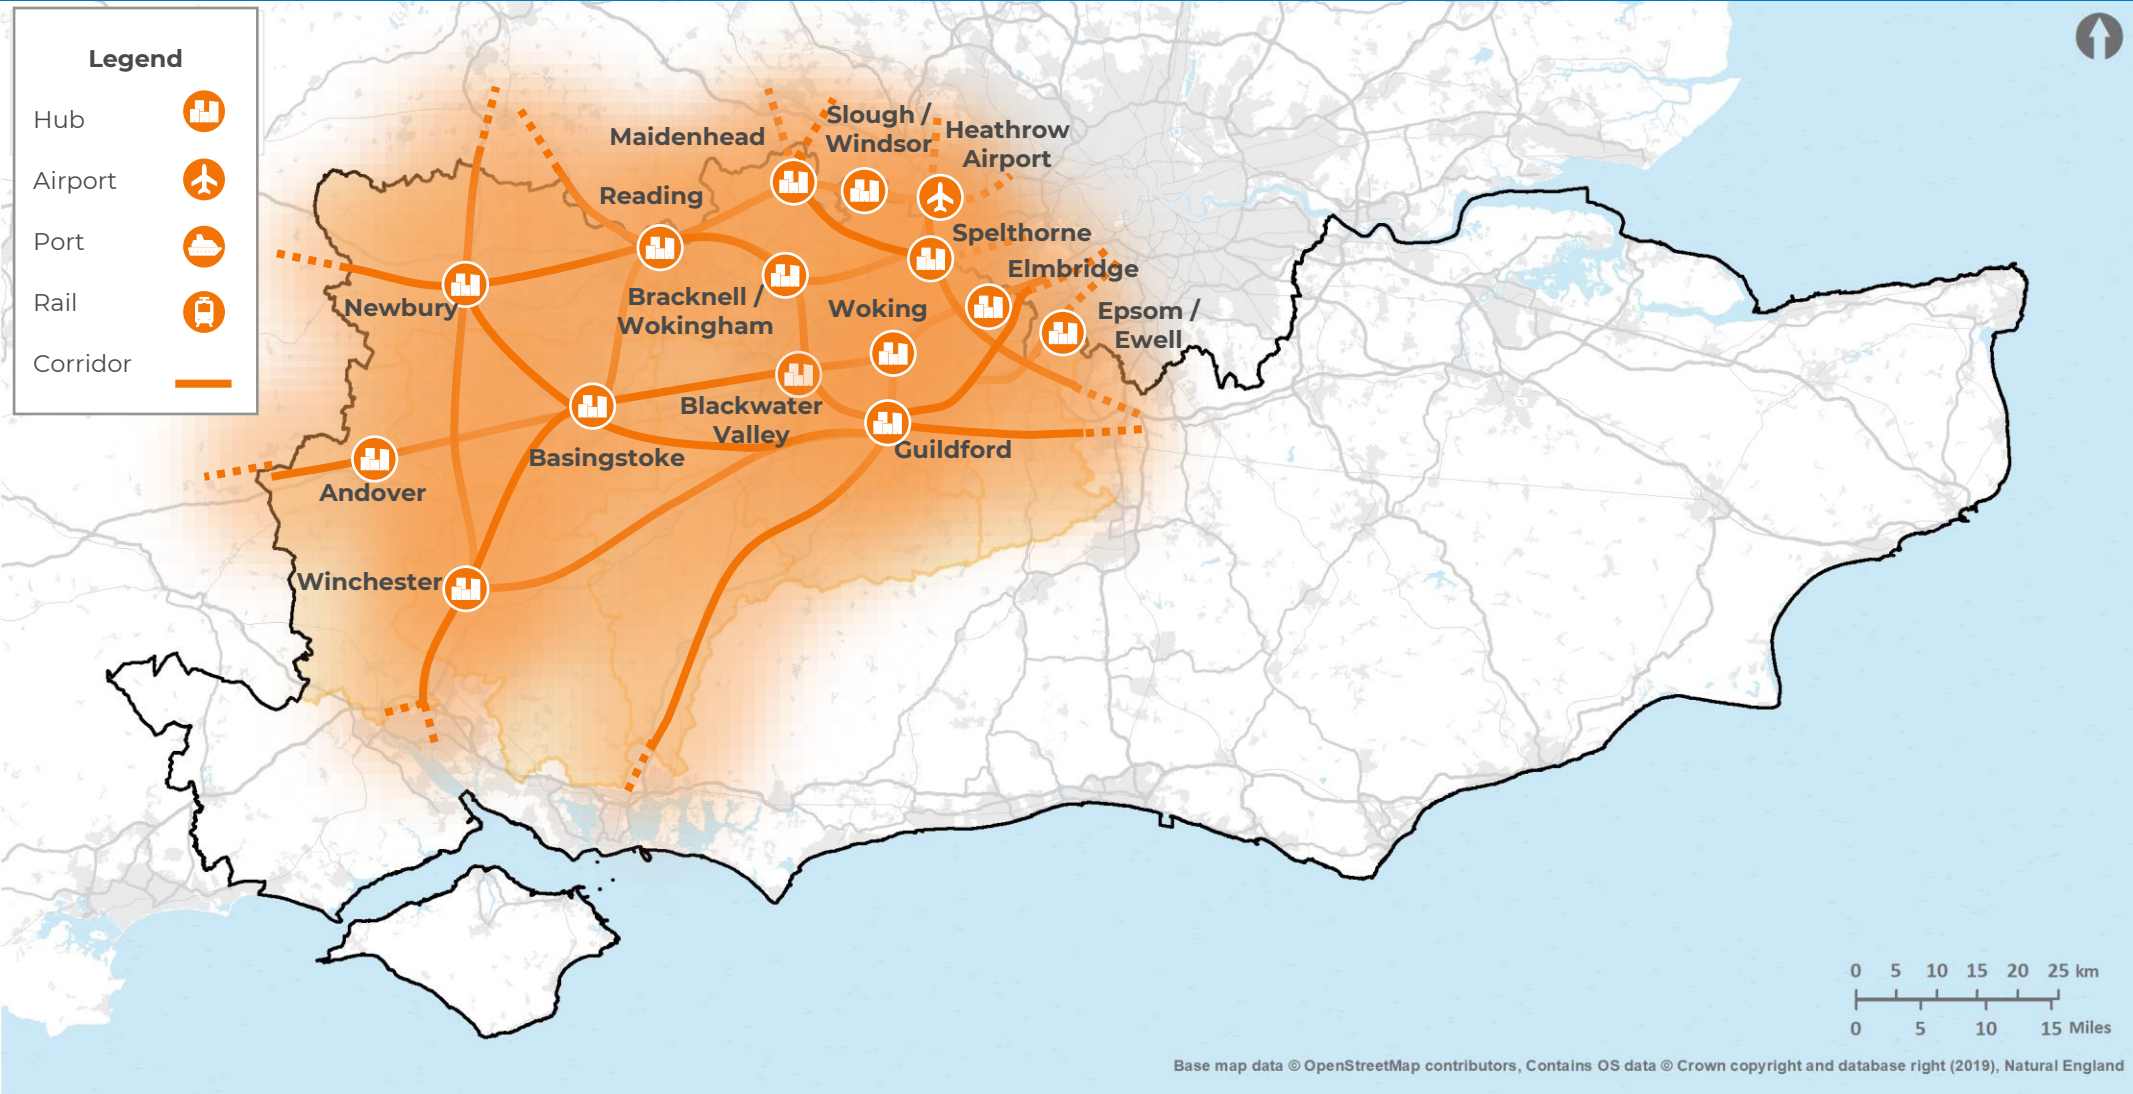 Legend
Hub
Airport
Port
Rail
Corridor
Maidenhead
Slough /
Windsor
Heathrow
Airport
Reading
Spelthorne
Elmbridge
Newbury
Bracknell /
Wokingham
Woking
Epsom /
Ewell
Blackwater
Valley
Basingstoke
Guildford
Andover
Winchester
0 5 10 15 20 25 km
0 5 10 15 Miles
Base map data © OpenStreetMap contributors, Contains OS data © Crown copyright and database right (2019), Natural England